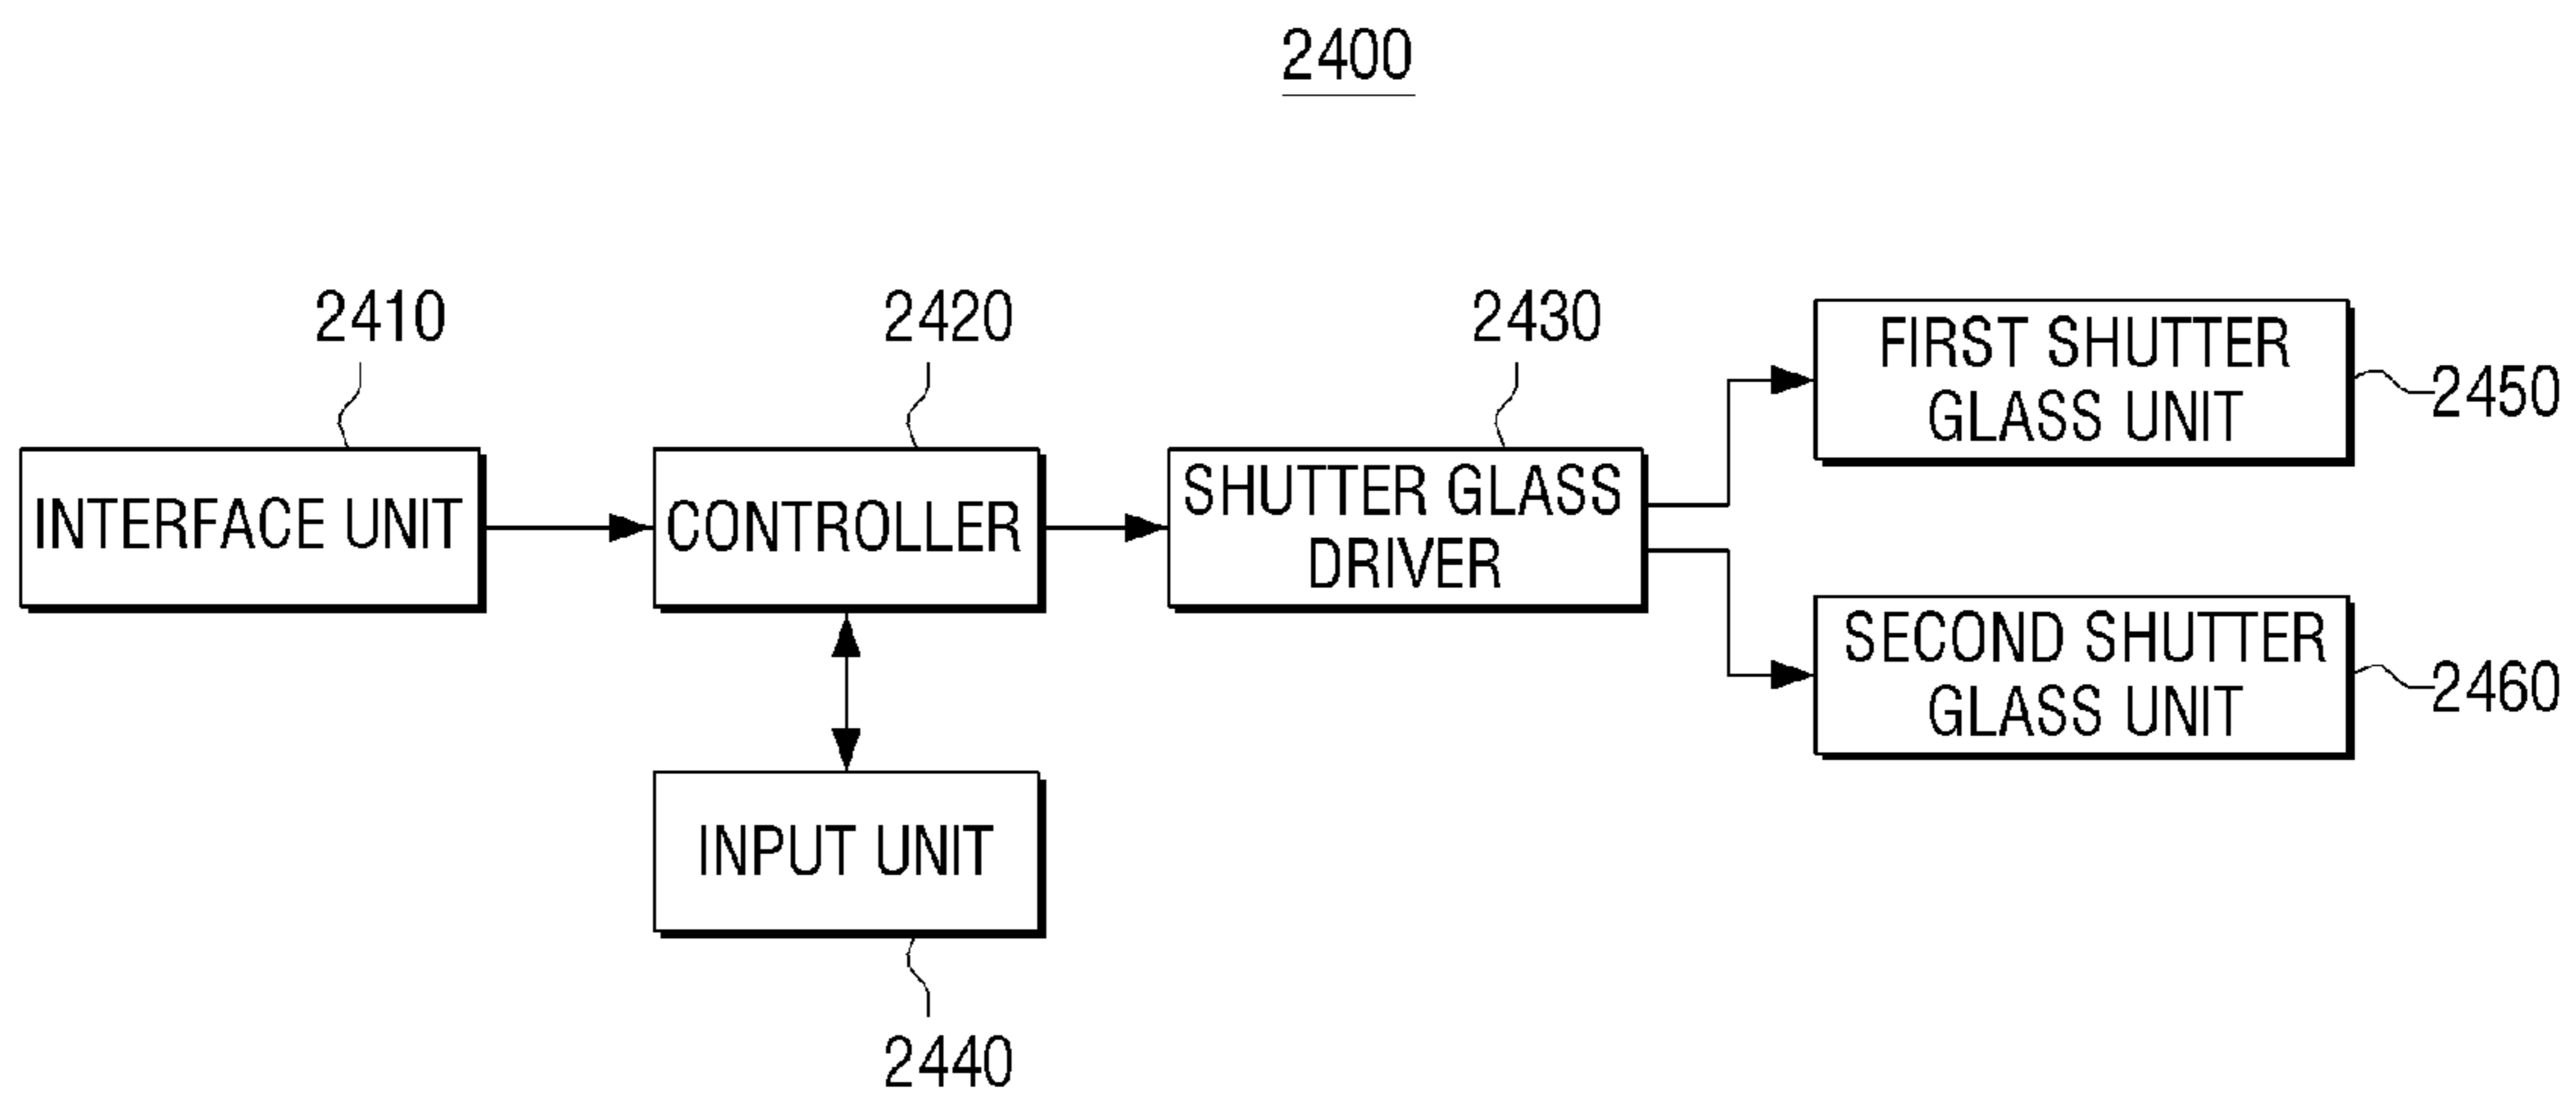 2400
2410
2420
2430
INTERFACE UNIT
CONTROLLER
SHUTTER GLASS
DRIVER
FIRST SHUTTER
GLASS UNIT
2450
SECOND SHUTTER
GLASS UNIT
2460
INPUT UNIT
2440